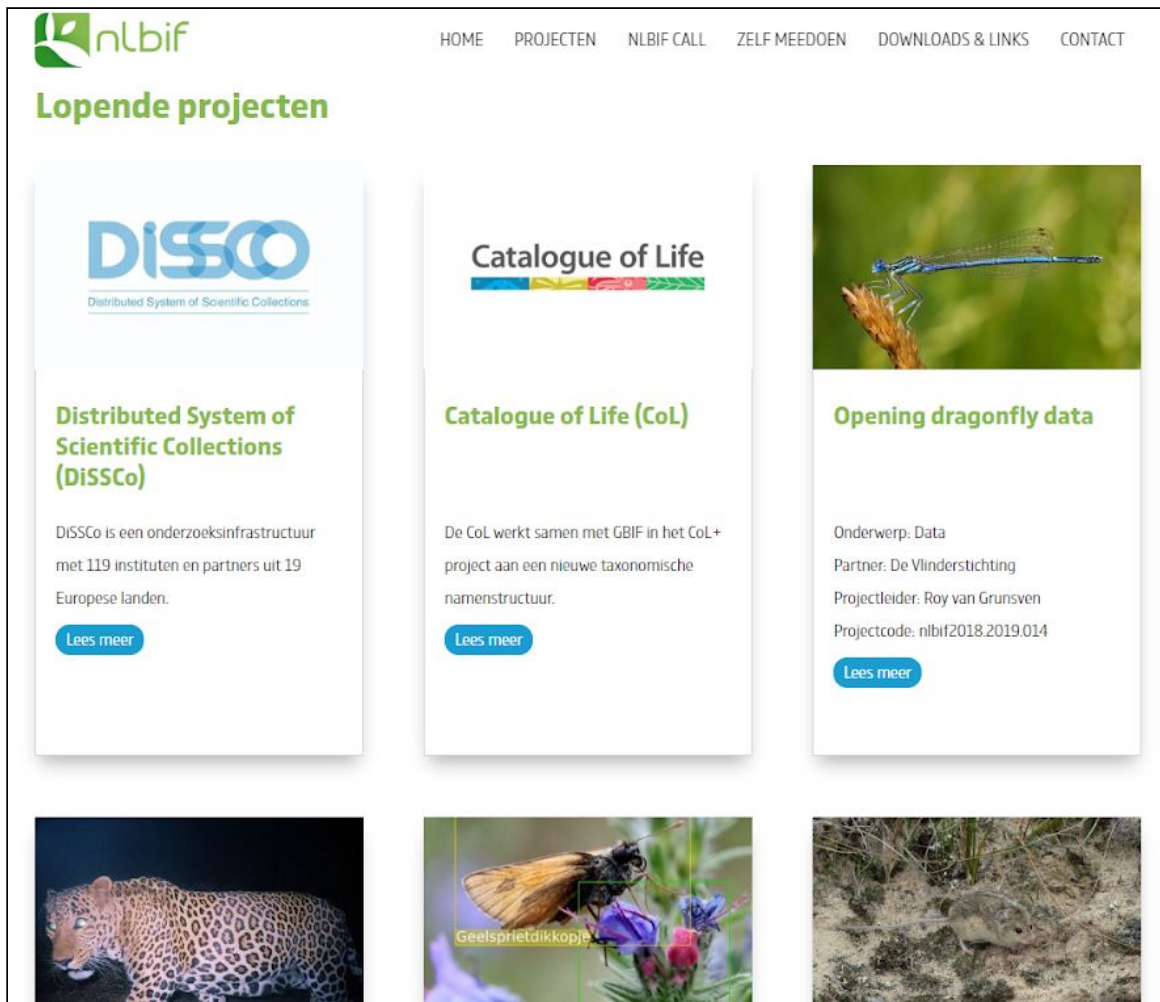 nlbif
HOME PROJECTEN NLBIF CALL ZELF MEEDOEN DOWNLOADS & LINKS CONTACT
Lopende projecten
DiSSCO
Distributed System of Scientific Collections
Distributed System of
Scientific Collections
(DiSSCo)
DiSSCo is een onderzoeksinfrastructuur
met 119 instituten en partners uit 19
Europese landen.
Lees meer
Catalogue of Life
Catalogue of Life (CoL)
De CoL werkt samen met GBIF in het CoL+
project aan een nieuwe taxonomische
namenstructuur.
Lees meer
Opening dragonfly data
Onderwerp: Data
Partner: De Vlinderstichting
Projectleider: Roy van Grunsven
Projectcode: nlbif2018.2019.014
Lees meer
Geelsprietdikkopje